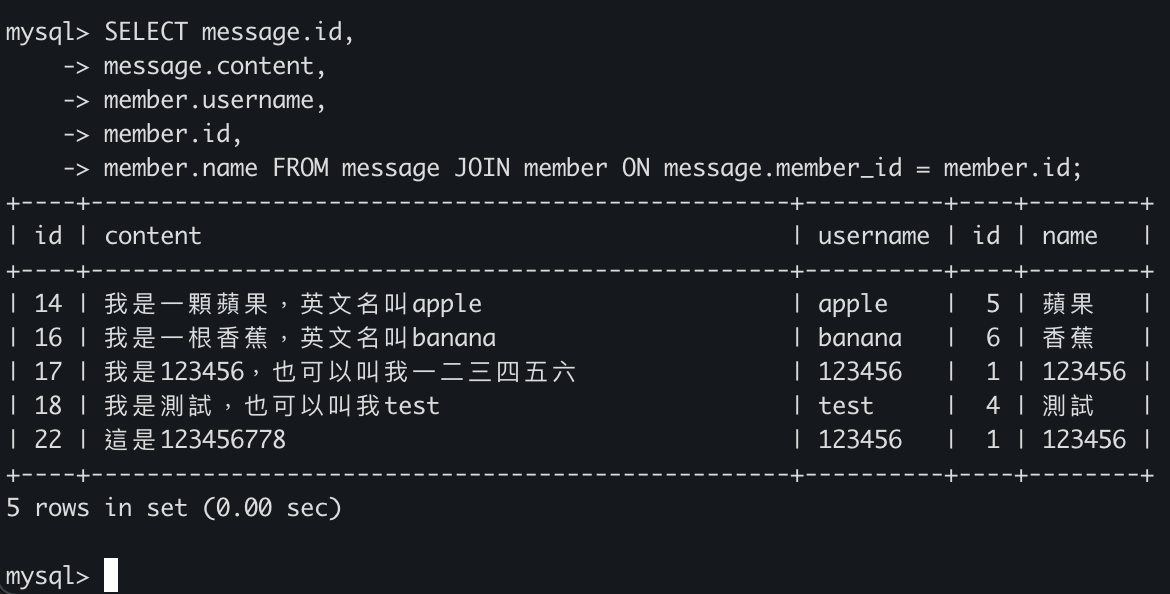 mysql> SELECT message.id,
    -> message.content,
    -> member.username,
    -> member.id,
    -> member.name FROM message JOIN member ON message.member_id = member.id;
+----+--------------------------------------------------+----------+----+--------+
| id | content                                          | username | id | name   |
+----+--------------------------------------------------+----------+----+--------+
| 14 | 我是一顆蘋果，英文名叫apple                      | apple    |  5 | 蘋果   |
| 16 | 我是一根香蕉，英文名叫banana                     | banana   |  6 | 香蕉   |
| 17 | 我是123456，也可以叫我一二三四五六               | 123456   |  1 | 123456 |
| 18 | 我是測試，也可以叫我test                         | test     |  4 | 測試   |
| 22 | 這是123456778                                    | 123456   |  1 | 123456 |
+----+--------------------------------------------------+----------+----+--------+
5 rows in set (0.00 sec)
mysql>